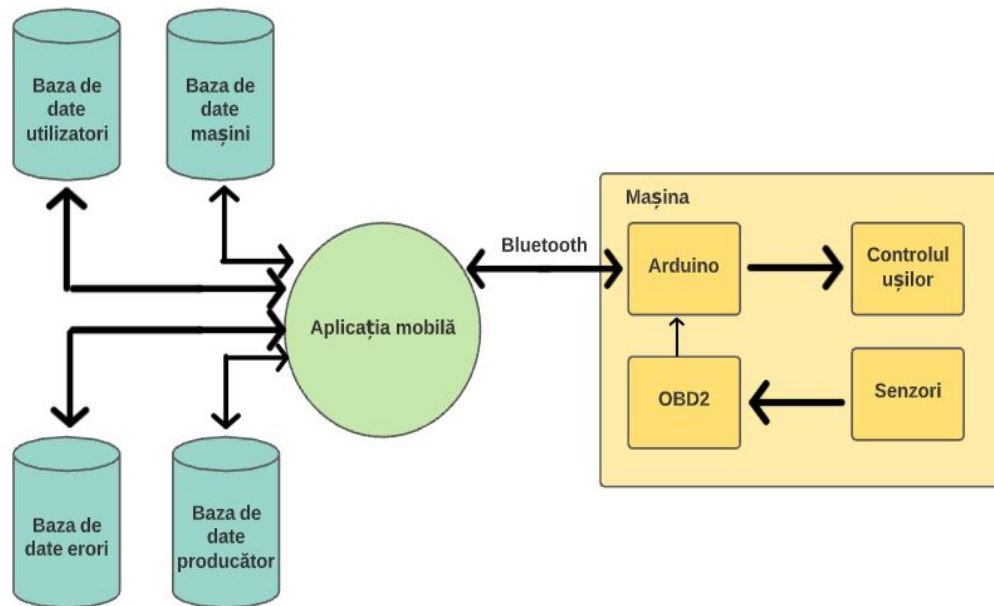 Baza de
date
utilizatori
Baza de
date
mașini
Aplicația mobilă
Bluetooth
Mașina
Arduino
Controlul
ușilor
OBD2
Senzori
Baza de
date erori
Baza de
date
producător